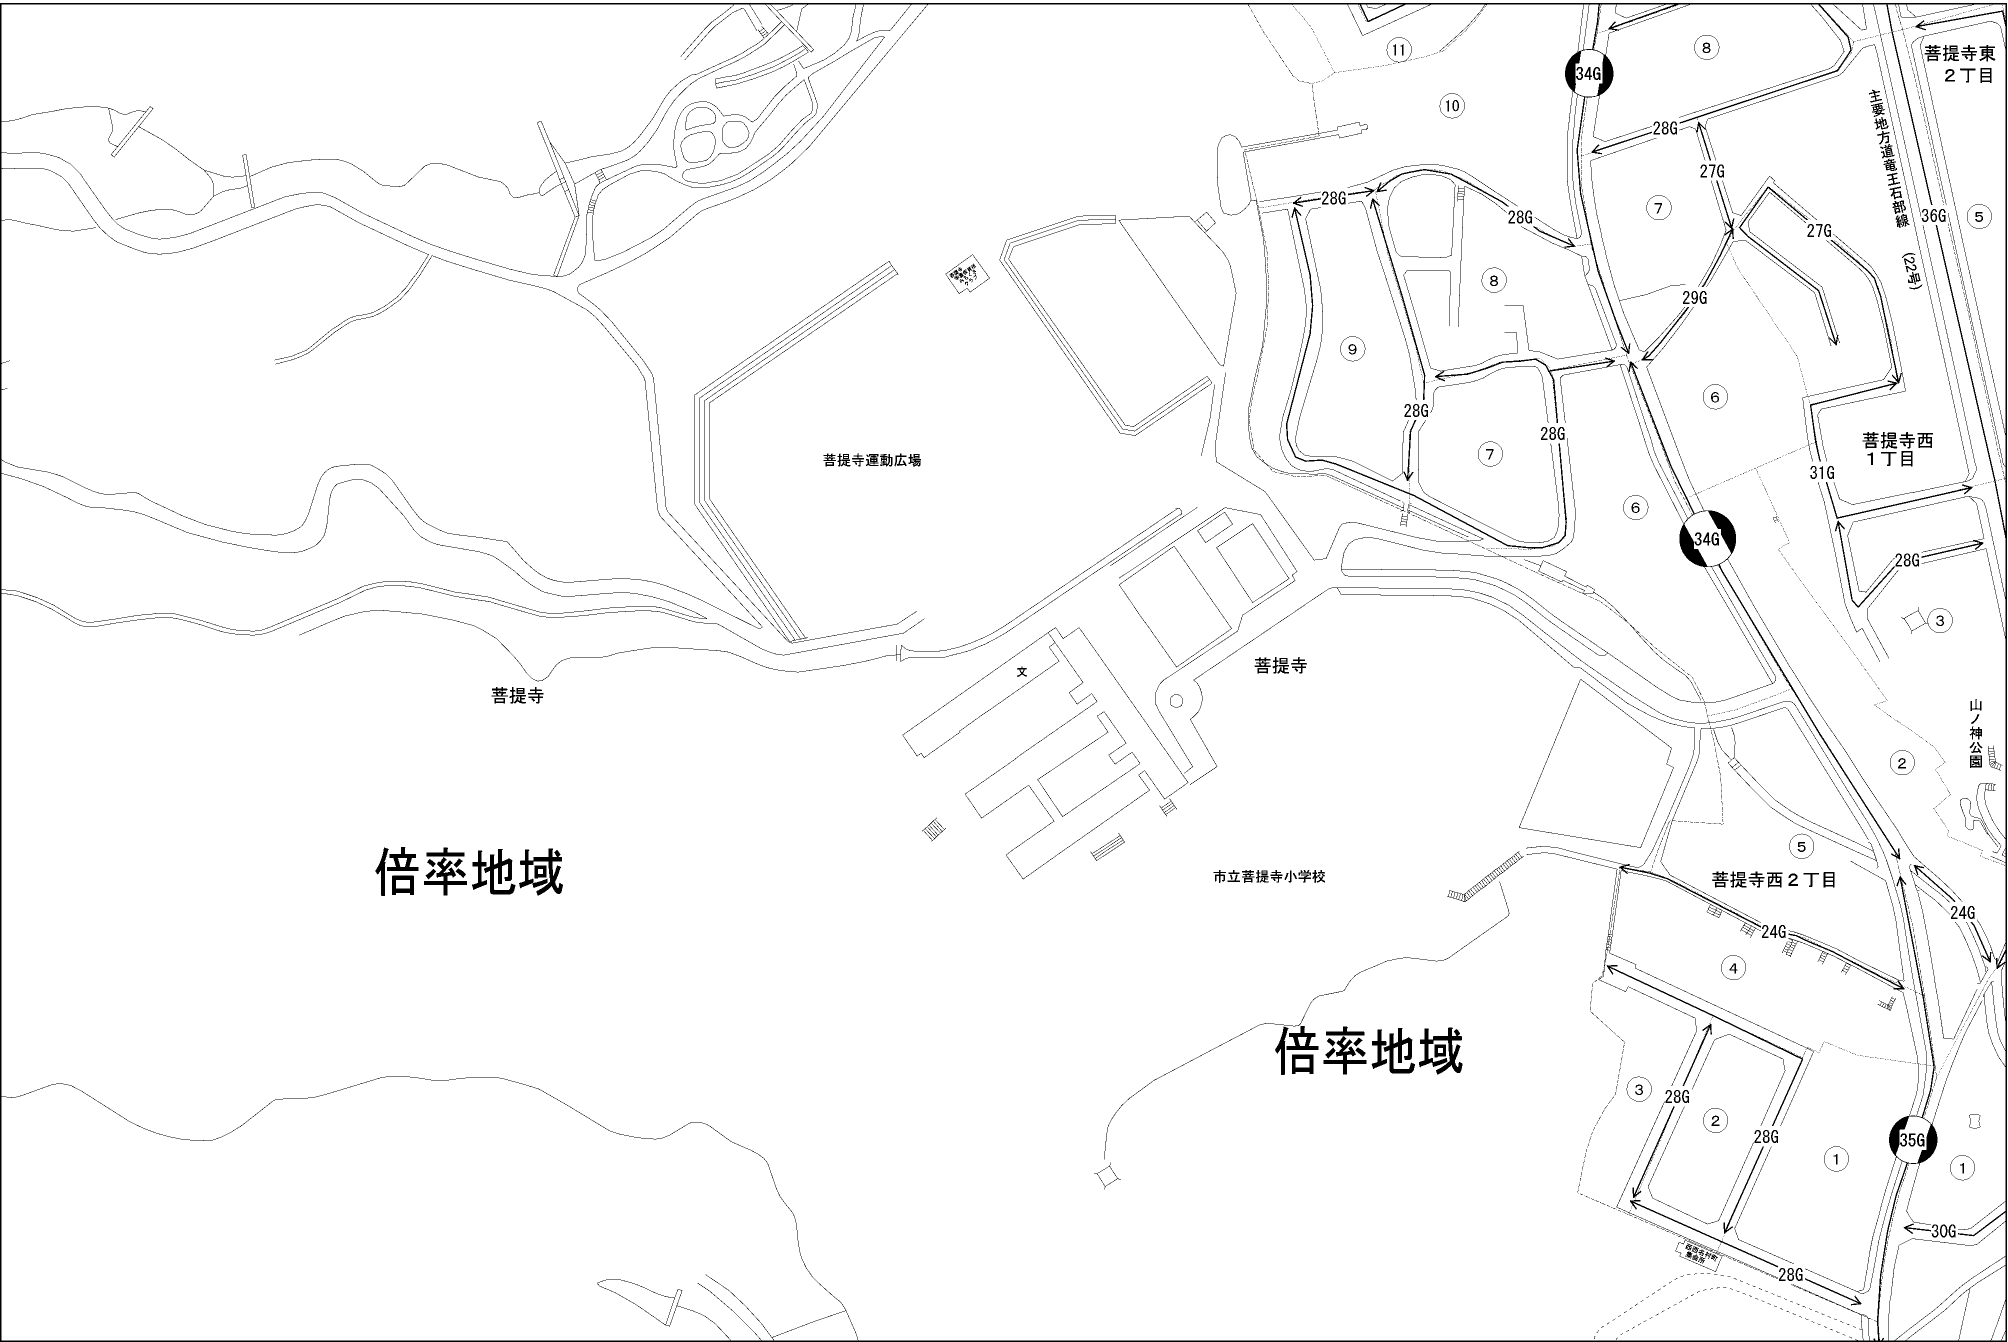 ⑪
34G
⑧
菩提寺東
２丁目
⑩
28G
主要地方道竜王石部線 (22号)
27G
⑦
36G
⑤
28G
28G
27G
⑧
29G
⑨
⑥
28G
28G
菩提寺西
１丁目
31G
⑦
菩提寺運動広場
⑥
34G
28G
③
菩提寺
文
菩提寺
山ノ神公園
②
倍率地域
市立菩提寺小学校
⑤
菩提寺西２丁目
24G
24G
④
倍率地域
③
28G
②
28G
①
35G
①
30G
28G